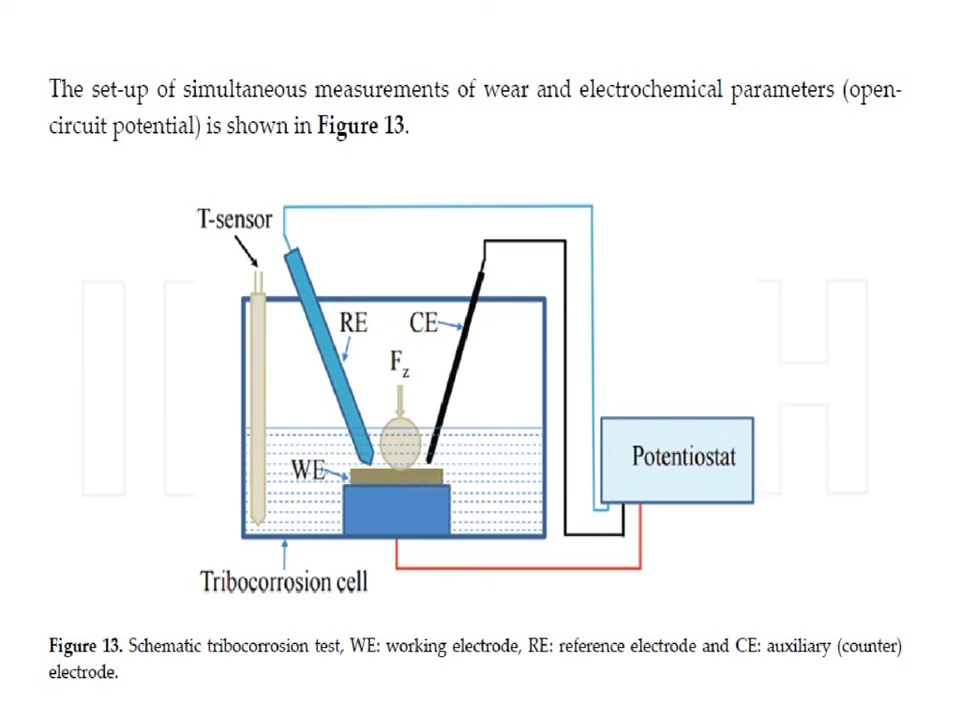 The set-up of simultaneous measurements of wear and electrochemical parameters (open-
circuit potential) is shown in Figure 13.
T-sensor
RE
CE
Fz
WE
Potentiostat
Tribocorrosion cell
Figure 13. Schematic tribocorrosion test, WE: working electrode, RE: reference electrode and CE: auxiliary (counter)
electrode.